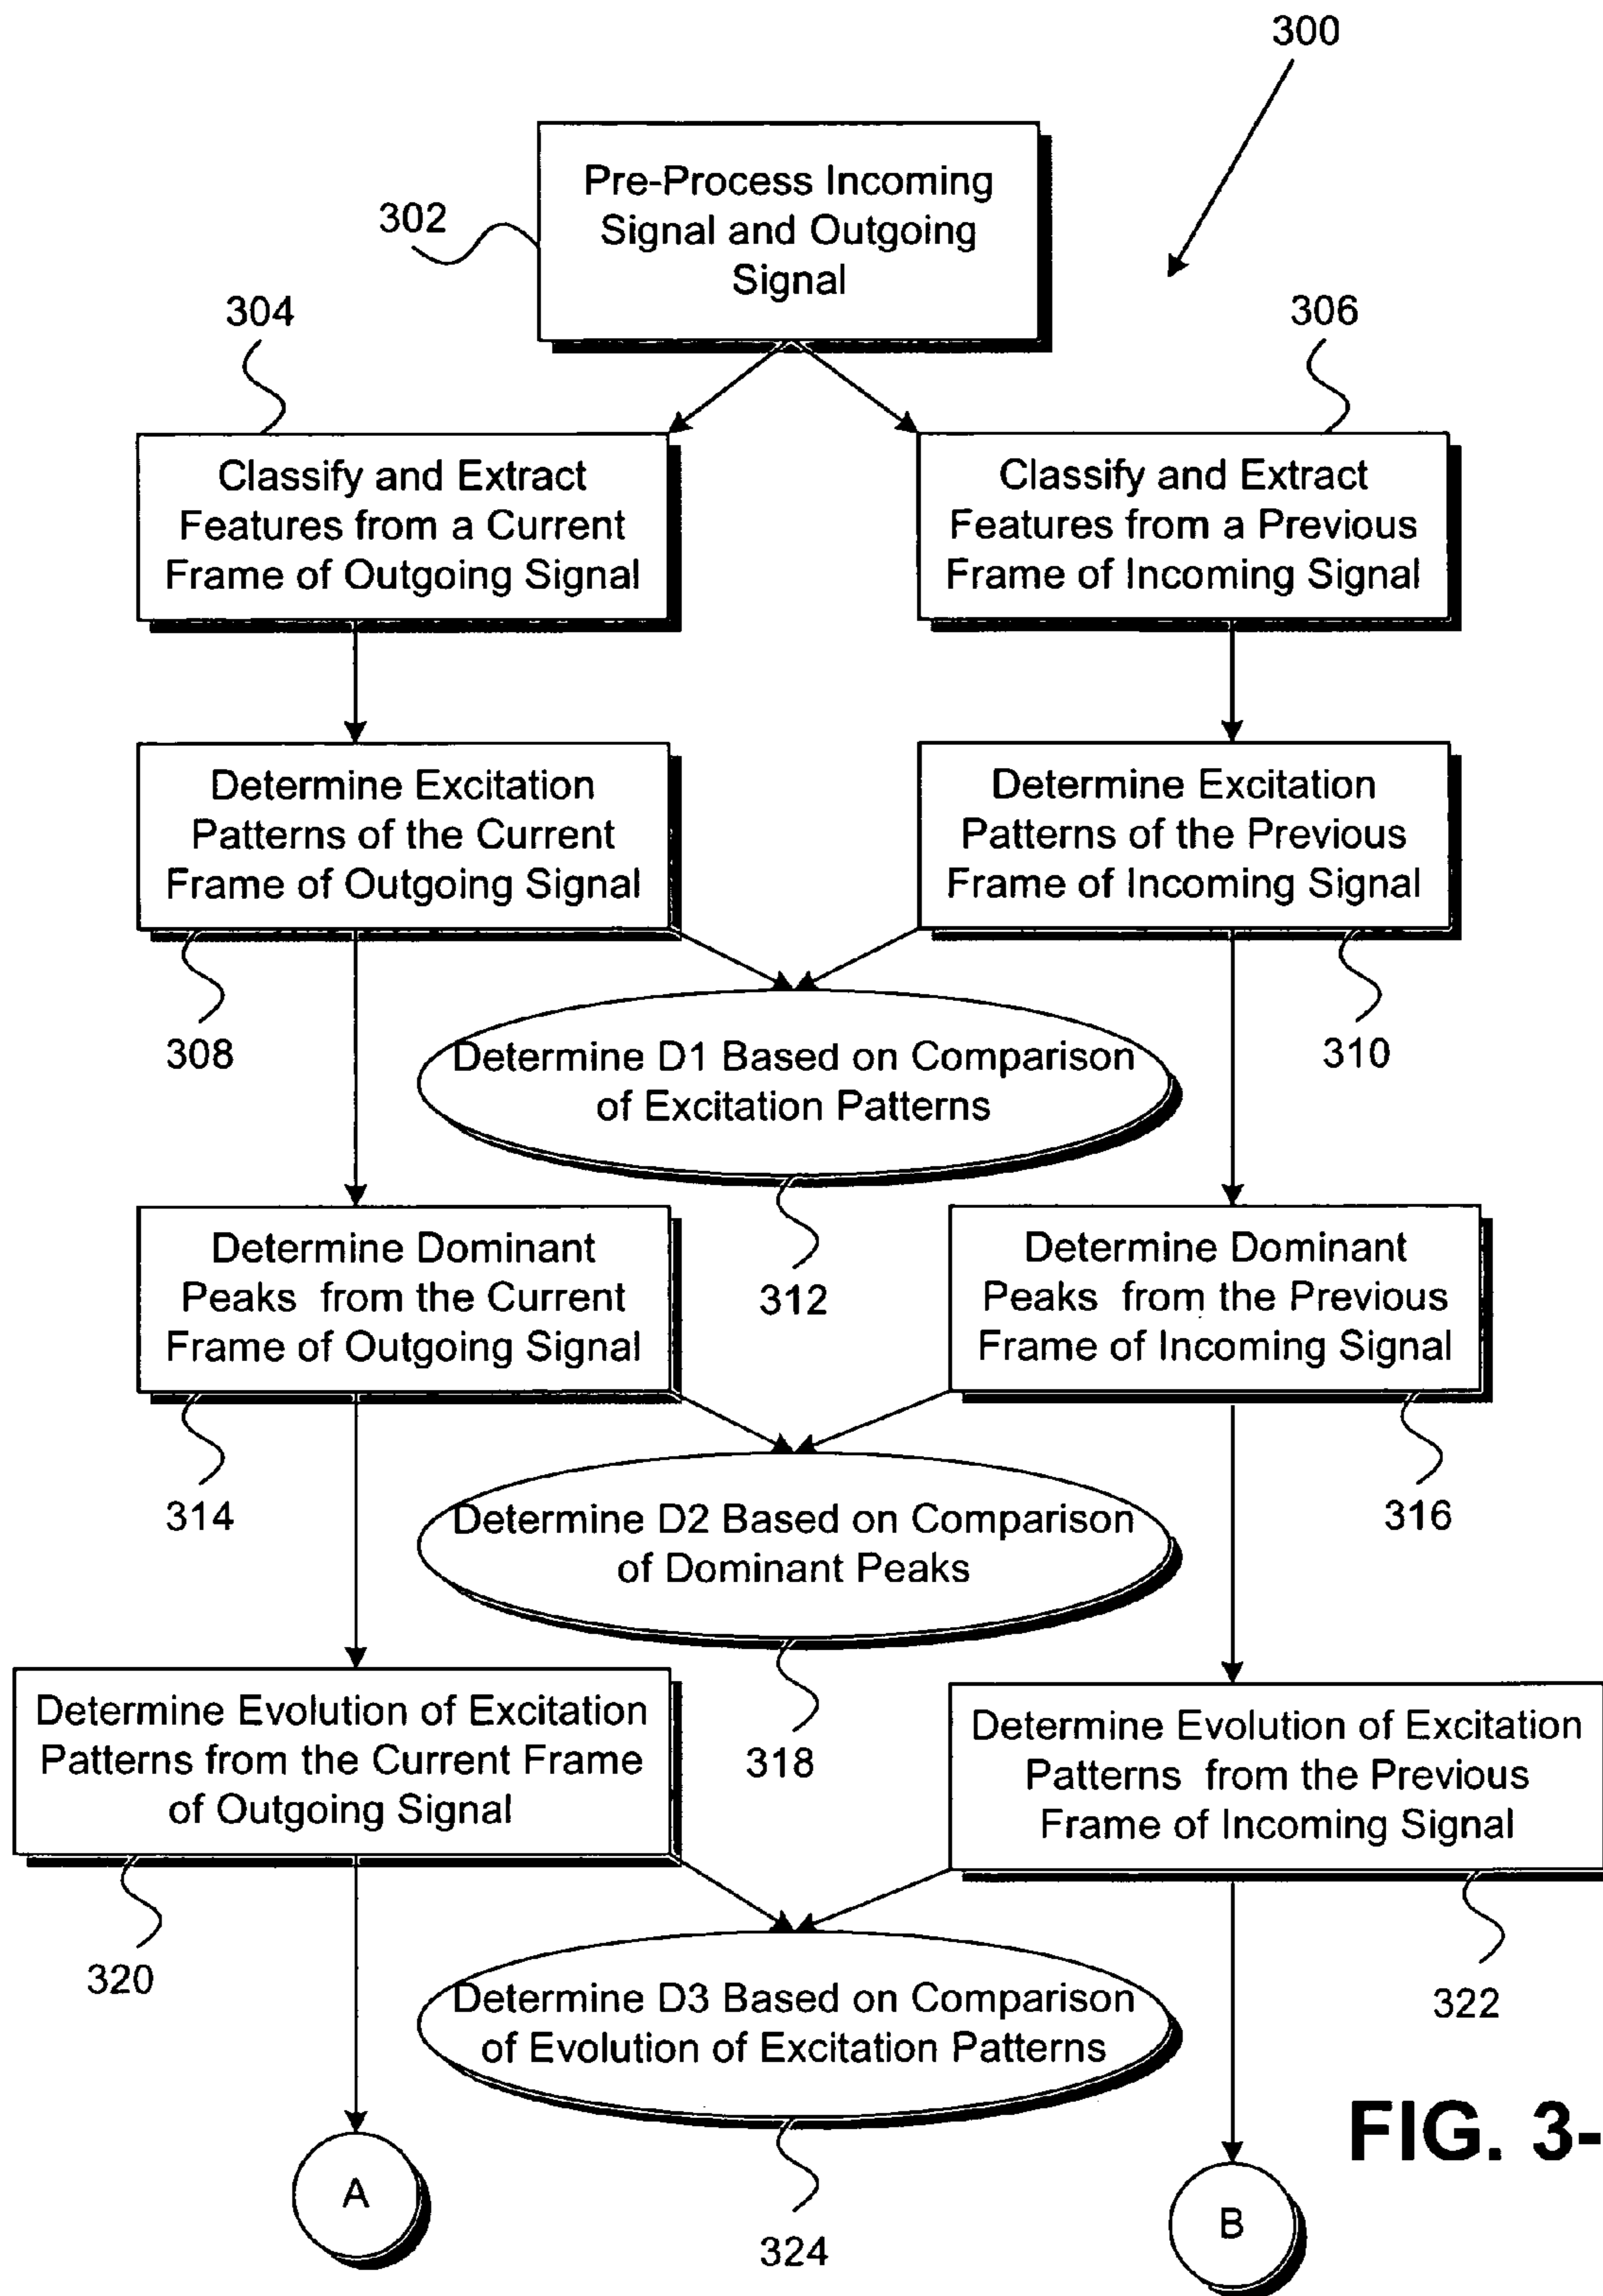 300
Pre-Process Incoming
Signal and Outgoing
Signal
302
304
306
Classify and Extract
Features from a Current
Frame of Outgoing Signal
Classify and Extract
Features from a Previous
Frame of Incoming Signal
Determine Excitation
Patterns of the Current
Frame of Outgoing Signal
Determine Excitation
Patterns of the Previous
Frame of Incoming Signal
308
310
Determine D1 Based on Comparison
of Excitation Patterns
312
Determine Dominant
Peaks from the Current
Frame of Outgoing Signal
Determine Dominant
Peaks from the Previous
Frame of Incoming Signal
314
316
Determine D2 Based on Comparison
of Dominant Peaks
318
Determine Evolution of Excitation
Patterns from the Current Frame
of Outgoing Signal
Determine Evolution of Excitation
Patterns from the Previous
Frame of Incoming Signal
320
322
Determine D3 Based on Comparison
of Evolution of Excitation Patterns
324
A
B
FIG. 3-